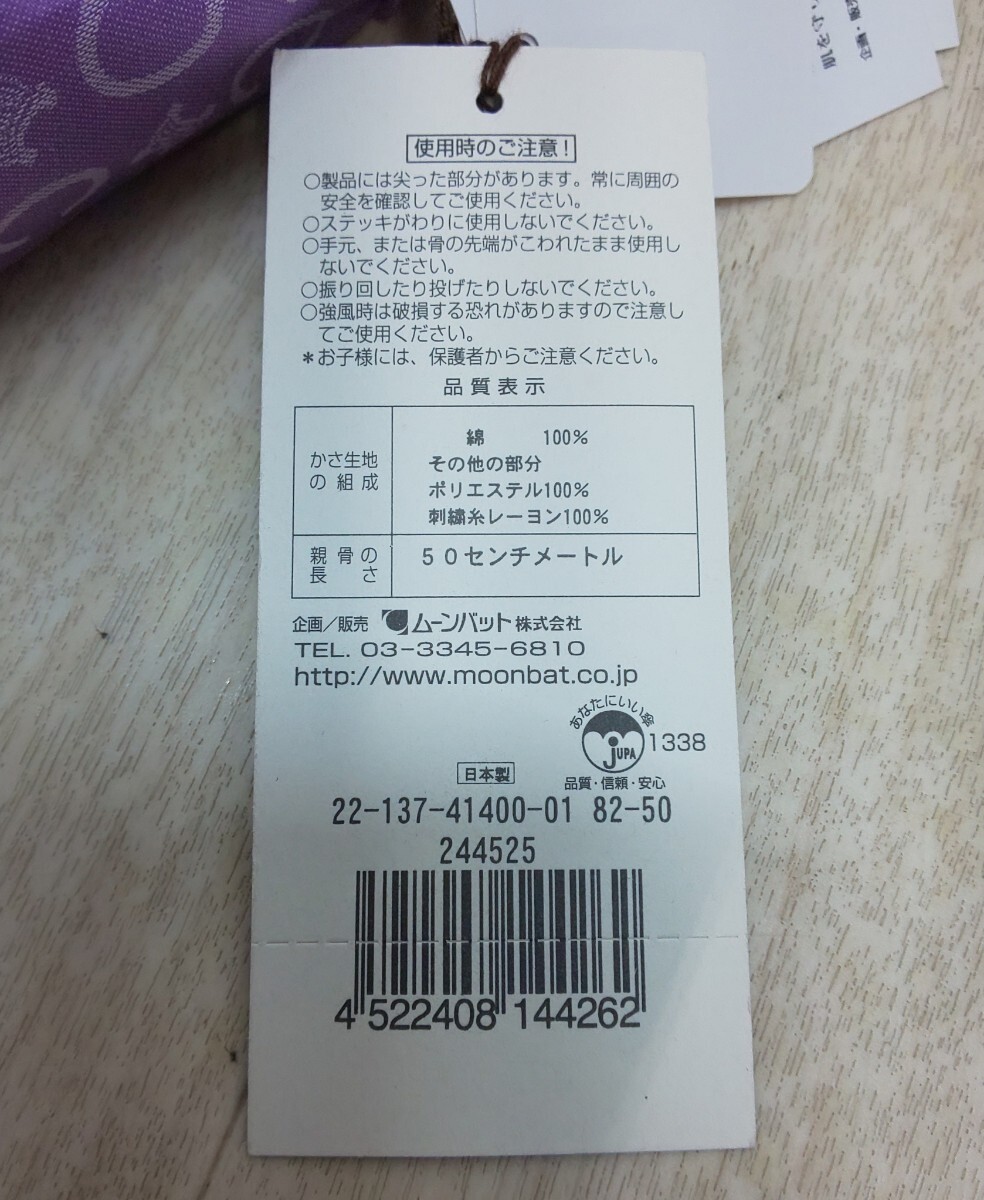 使用時のご注意!
○製品には尖った部分があります。常に周囲の
安全を確認してご使用ください。
○ステッキがわりに使用しないでください。
○手元、または骨の先端がこわれたまま使用し
ないでください。
○振り回したり投げたりしないでください。
○強風時は破損する恐れがありますので注意し
てご使用ください。
*お子様には、保護者からご注意ください。
品質表示
かさ生地
の組成
綿 100%
その他の部分
ポリエステル100%
刺繍糸レーヨン100%
親骨の
長さ
50センチメートル
企画/販売 ムーンバット株式会社
TEL. 03-3345-6810
http://www.moonbat.co.jp
あなたにいい傘
JUPA 1338
品質・信頼・安心
日本製
22-137-41400-01 82-50
244525
4 522408 144262
肌を守
企画・販